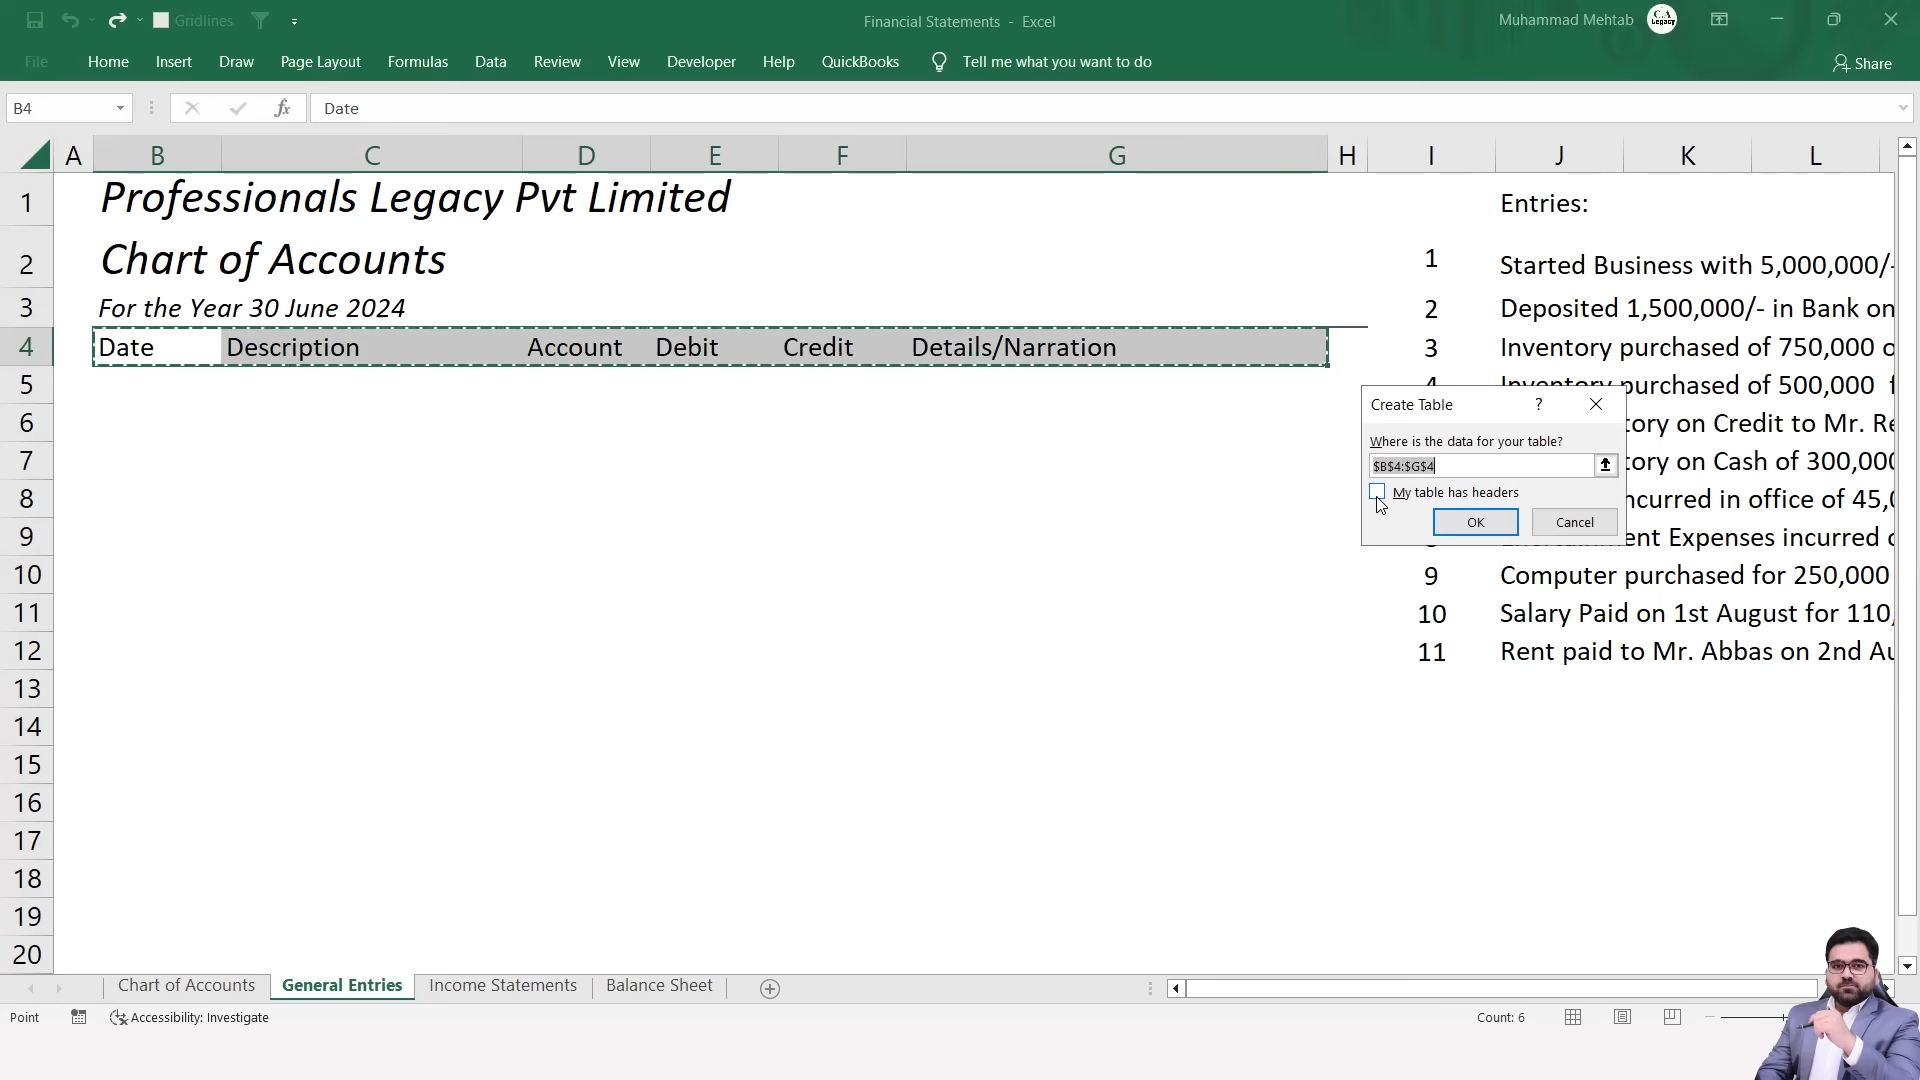 Gridlines
Financial Statements - Excel
Muhammad Mehtab
C.A
Legacy
File Home Insert Draw Page Layout Formulas Data Review View Developer Help QuickBooks Tell me what you want to do
Share
B4
fx
Date
A B C D E F G H I J K L
1 Professionals Legacy Pvt Limited Entries:
2 Chart of Accounts 1 Started Business with 5,000,000/-
3 For the Year 30 June 2024 2 Deposited 1,500,000/- in Bank on
4 Date Description Account Debit Credit Details/Narration 3 Inventory purchased of 750,000
5 4 Inventory purchased of 500,000
6 tory on Credit to Mr.
7 tory on Cash of
8 ncurred in office of
9 Expenses incurred
10 9 Computer purchased for 250,000
11 10 Salary Paid on 1st August for
12 11 Rent paid to Mr. Abbas on 2nd
13
14
15
16
17
18
19
20
Create Table ?
Where is the data for your table?
$B$4:$G$4
My table has headers
OK Cancel
Chart of Accounts General Entries Income Statements Balance Sheet
Point Accessibility: Investigate Count: 6